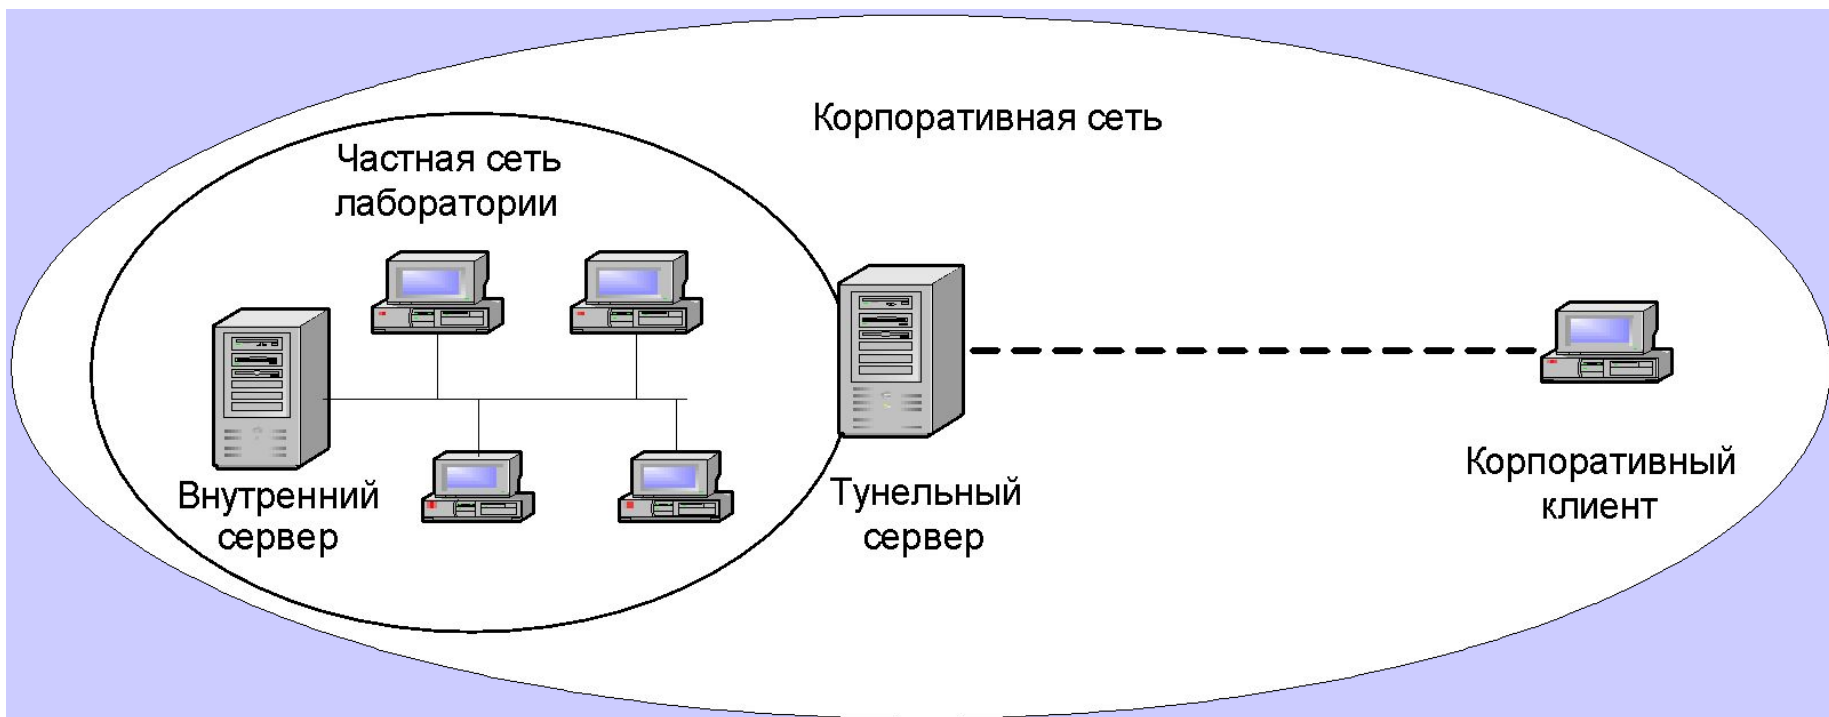 Корпоративная сеть
Частная сеть
лаборатории
Внутренний
сервер
Тунельный
сервер
Корпоративный
клиент